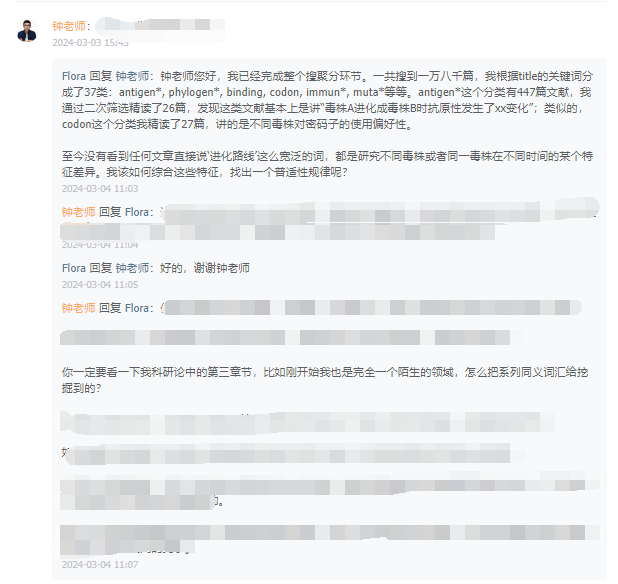 钟老师：
2024-03-03 15:43
Flora 回复 钟老师：钟老师您好，我已经完成整个搜聚分环节。一共搜到一万八千篇，我根据title的关键词分
成了37类：antigen*, phylogen*, binding, codon, immun*, muta*等等。antigen*这个分类有447篇文献，我
通过二次筛选精读了26篇，发现这类文献基本上是讲“毒株A进化成毒株B时抗原性发生了xx变化”；类似的，
codon这个分类我精读了27篇，讲的是不同毒株对密码子的使用偏好性。
至今没有看到任何文章直接说‘进化路线’这么宽泛的词，都是研究不同毒株或者同一毒株在不同时间的某个特
征差异。我该如何综合这些特征，找出一个普适性规律呢？
2024-03-04 11:03
钟老师 回复 Flora：
2024-03-04 11:04
Flora 回复 钟老师：好的，谢谢钟老师
2024-03-04 11:05
钟老师 回复 Flora：
你一定要看一下我科研论中的第三章节，比如刚开始我也是完全一个陌生的领域，怎么把系列同义词汇给挖
掘到的？
2024-03-04 11:07